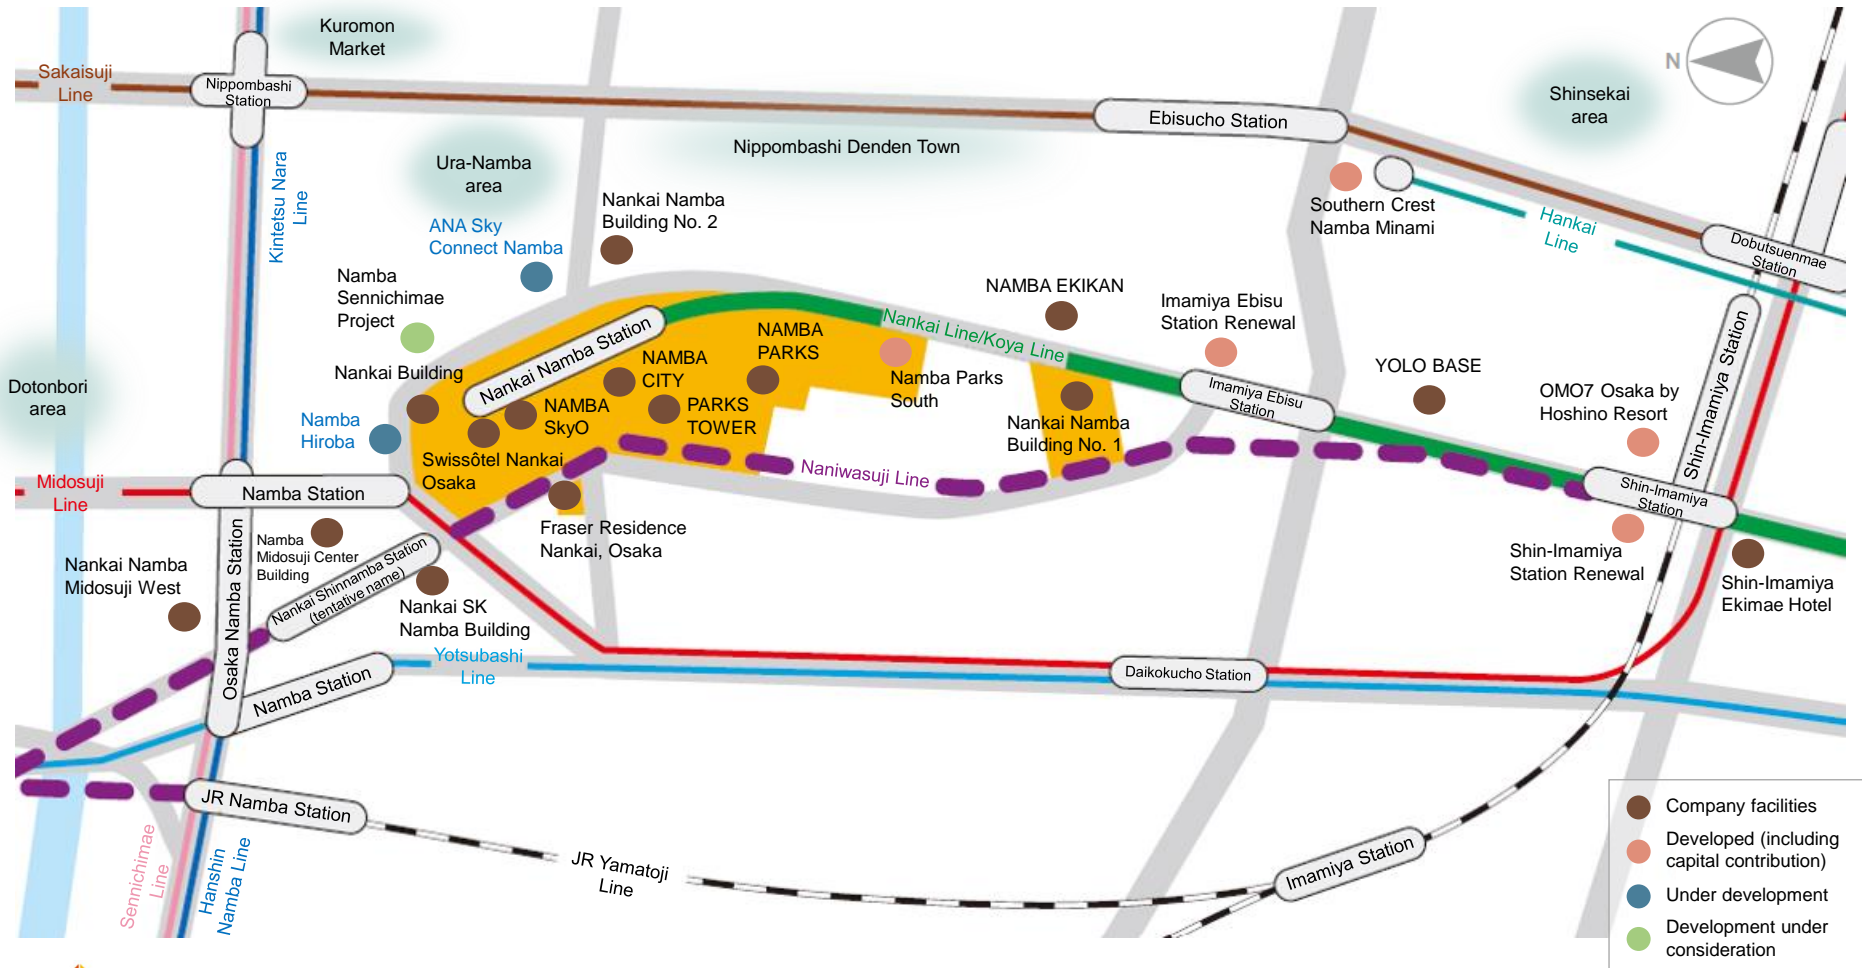 Kuromon
Market
N
Sakaisuji
Line
Nippombashi
Station
Shinsekai
area
Ebisucho Station
Nippombashi Denden Town
Ura-Namba
area
Kintetsu Nara
Line
Nankai Namba
Building No. 2
ANA Sky
Connect Namba
Southern Crest
Namba Minami
Hankai
Line
Dobutsuenmae
Station
Namba
Sennichimae
Project
NAMBA EKIKAN
Imamiya Ebisu
Station Renewal
Nankai Line/Koya Line
Nankai Namba Station
NAMBA
PARKS
NAMBA
CITY
Nankai Building
Namba Parks
South
YOLO BASE
Imamiya Ebisu
Station
Shin-Imamiya Station
OMO7 Osaka by
Hoshino Resort
Dotonbori
area
Namba
Hiroba
NAMBA
SkyO
PARKS
TOWER
Nankai Namba
Building No. 1
Swissôtel Nankai
Osaka
Naniwasuji Line
Midosuji
Line
Namba Station
Shin-Imamiya
Station
Fraser Residence
Nankai, Osaka
Namba
Midosuji Center
Building
Nankai Shinnamba Station
(tentative name)
Nankai Namba
Midosuji West
Osaka Namba Station
Nankai SK
Namba Building
Shin-Imamiya
Station Renewal
Shin-Imamiya
Ekimae Hotel
Yotsubashi
Line
Namba Station
Daikokucho Station
JR Namba Station
Sennichimae
Line
Hanshin
Namba Line
JR Yamatoji
Line
Imamiya Station
Company facilities
Developed (including
capital contribution)
Under development
Development under
consideration